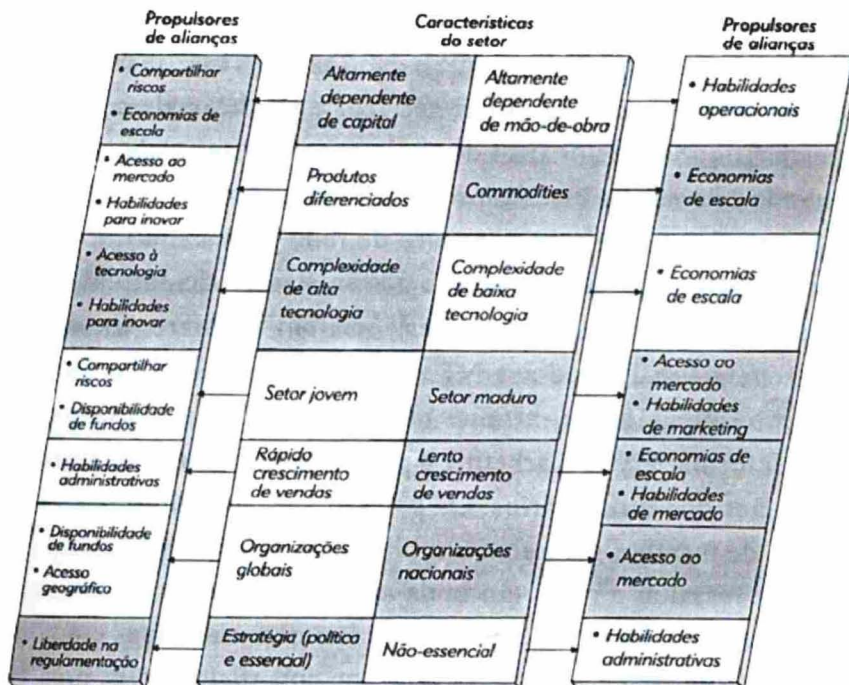 Propulsores
de alianças
Características
do setor
Propulsores
de alianças
• Compartilhar
riscos
• Economias de
escala
Altamente
dependente
de capital
Altamente
dependente
de mão-de-obra
• Habilidades
operacionais
• Acesso ao
mercado
• Habilidades
para inovar
Produtos
diferenciados
Commodities
• Economias
de escala
• Acesso à
tecnologia
• Habilidades
para inovar
Complexidade
de alta
tecnologia
Complexidade
de baixa
tecnologia
• Economias
de escala
• Compartilhar
riscos
• Disponibilidade
de fundos
Setor jovem
Setor maduro
• Acesso ao
mercado
• Habilidades
de marketing
• Habilidades
administrativas
Rápido
crescimento
de vendas
Lento
crescimento
de vendas
• Economias de
escala
• Habilidades
de mercado
• Disponibilidade
de fundos
• Acesso
geográfico
Organizações
globais
Organizações
nacionais
• Acesso ao
mercado
• Liberdade na
regulamentação
Estratégia (política
e essencial)
Não-essencial
• Habilidades
administrativas